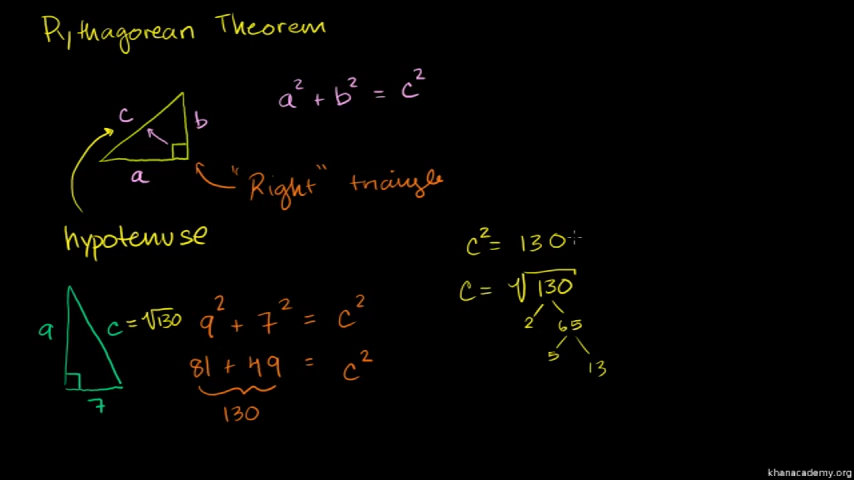 Pythagorean Theorem
c
b
a
a² + b² = c²
"Right" triangle
hypotenuse
9
7
c = √130
9² + 7² = c²
81 + 49 = c²
130
c² = 130
c = √130
2 65
5 13
khanacademy.org